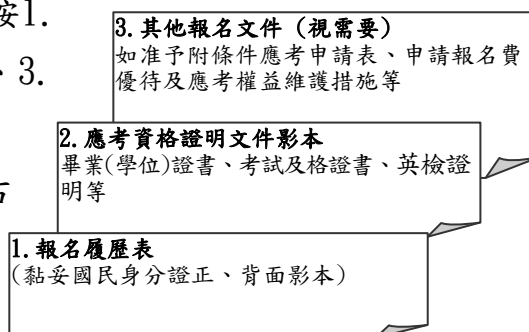 按1.
、3.
3.其他報名文件（視需要）
如准予附條件應考申請表、申請報名費
優待及應考權益維護措施等
2.應考資格證明文件影本
畢業(學位)證書、考試及格證書、英檢證
明等
1.報名履歷表
(黏妥國民身分證正、背面影本)